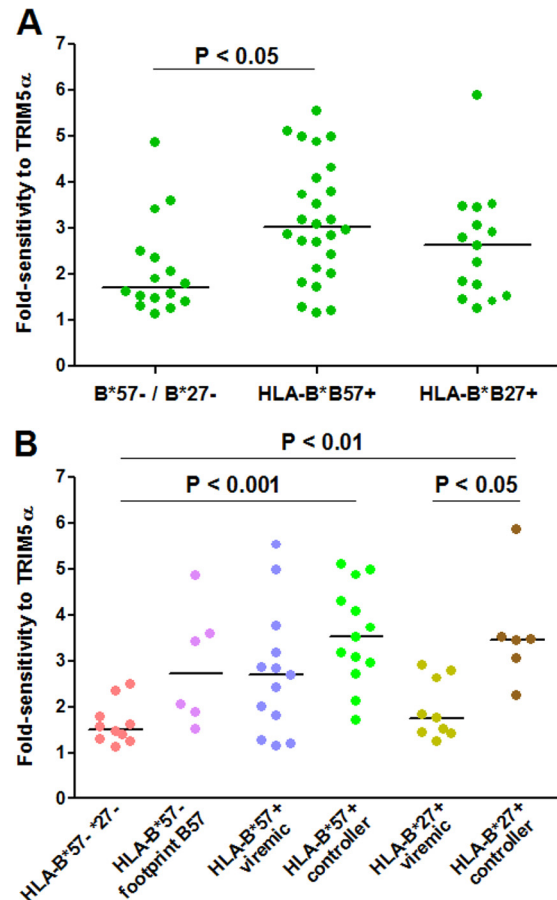 A
7
P < 0.05
6
5
4
3
2
1
0
Fold-sensitivity to TRIM5α
B*57- / B*27-
HLA-B*B57+
HLA-B*B27+
B
P < 0.01
7
P < 0.001
P < 0.05
6
5
4
3
2
1
0
Fold-sensitivity to TRIM5α
HLA-B*57- *27-
HLA-B*57-
footprint B57
HLA-B*57+
viremic
HLA-B*57+
controller
HLA-B*27+
viremic
HLA-B*27+
controller